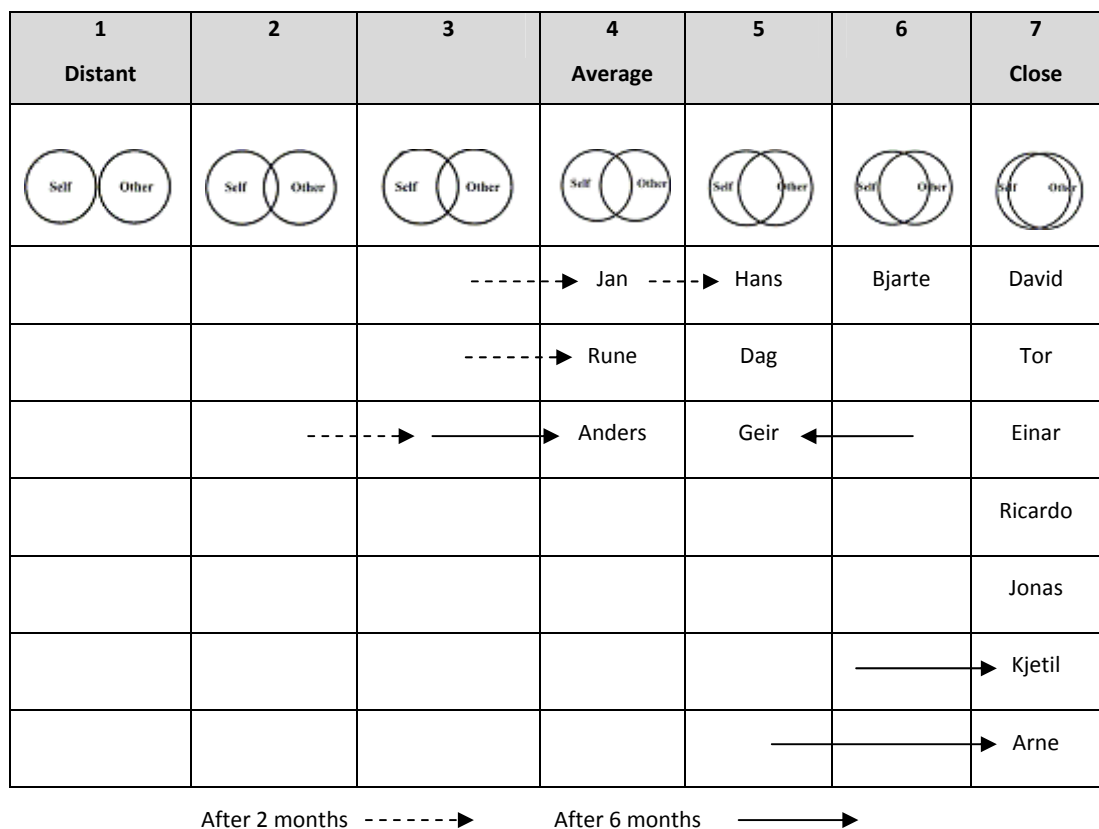 1 2 3 4 5 6 7
Distant Average Close
Self Other Self Other Self Other Self Other Self Other Self Other Self Other
Jan Hans Bjarte David
Rune Dag Tor
Anders Geir Einar
Ricardo
Jonas
Kjetil
Arne
After 2 months After 6 months